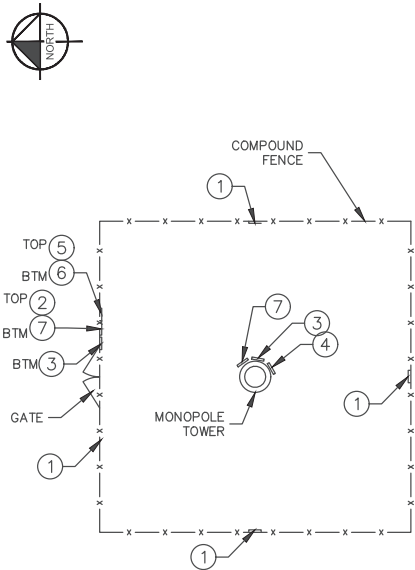 NORTH
COMPOUND
FENCE
1
TOP 5
BTM 6
TOP 2
BTM 7
BTM 3
7
3
4
GATE
MONOPOLE
TOWER
1
1
1